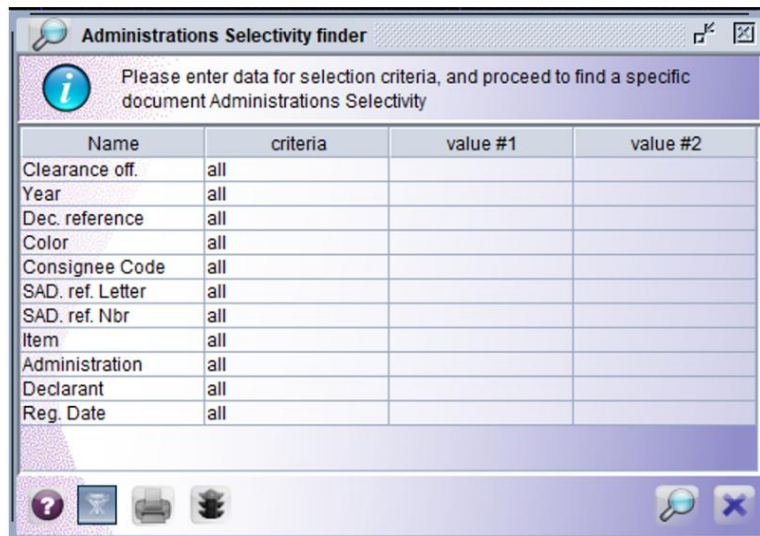 Administrations Selectivity finder
Please enter data for selection criteria, and proceed to find a specific
document Administrations Selectivity
Name criteria value #1 value #2
Clearance off. all
Year all
Dec. reference all
Color all
Consignee Code all
SAD. ref. Letter all
SAD. ref. Nbr all
Item all
Administration all
Declarant all
Reg. Date all